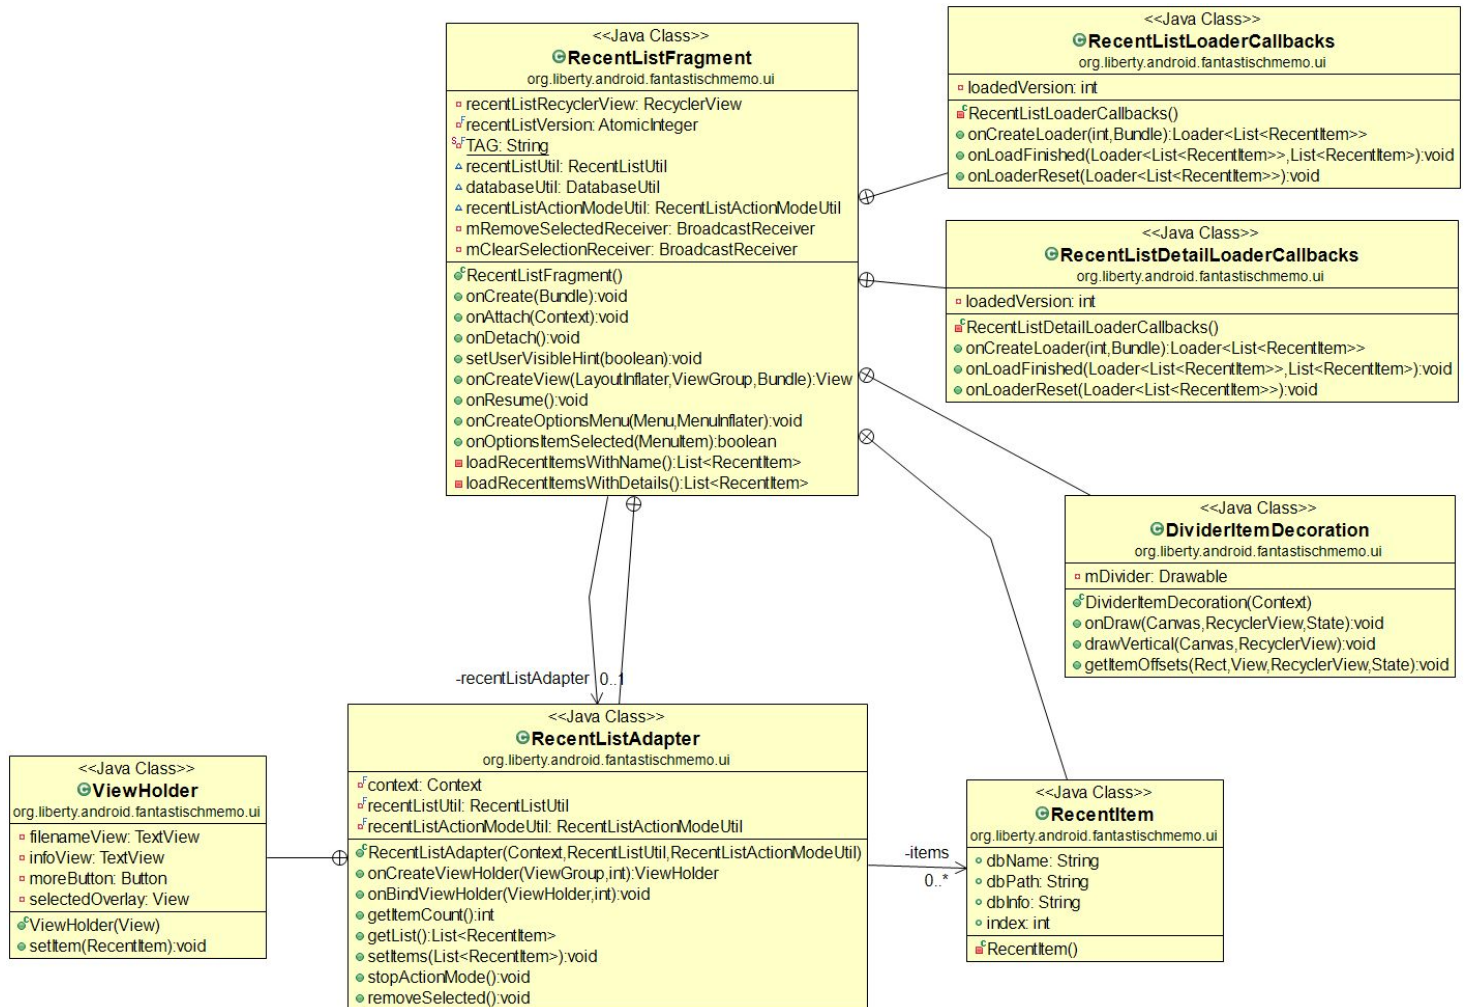 <<Java Class>>
RecentListFragment
org.liberty.android.fantastischmemo.ui
recentListRecyclerView: RecyclerView
recentListVersion: AtomicInteger
TAG: String
recentListUtil: RecentListUtil
databaseUtil: DatabaseUtil
recentListActionModeUtil: RecentListActionModeUtil
mRemoveSelectedReceiver: BroadcastReceiver
mClearSelectionReceiver: BroadcastReceiver
RecentListFragment()
onCreate(Bundle):void
onAttach(Context):void
onDetach():void
setUserVisibleHint(boolean):void
onCreateView(LayoutInflater,ViewGroup,Bundle):View
onResume():void
onCreateOptionsMenu(Menu,MenuInflater):void
onOptionsItemSelected(MenuItem):boolean
loadRecentItemsWithName():List<RecentItem>
loadRecentItemsWithDetails():List<RecentItem>
<<Java Class>>
RecentListLoaderCallbacks
org.liberty.android.fantastischmemo.ui
loadedVersion: int
RecentListLoaderCallbacks()
onCreateLoader(int,Bundle):Loader<List<RecentItem>>
onLoadFinished(Loader<List<RecentItem>>,List<RecentItem>):void
onLoaderReset(Loader<List<RecentItem>>):void
<<Java Class>>
RecentListDetailLoaderCallbacks
org.liberty.android.fantastischmemo.ui
loadedVersion: int
RecentListDetailLoaderCallbacks()
onCreateLoader(int,Bundle):Loader<List<RecentItem>>
onLoadFinished(Loader<List<RecentItem>>,List<RecentItem>):void
onLoaderReset(Loader<List<RecentItem>>):void
<<Java Class>>
DividerItemDecoration
org.liberty.android.fantastischmemo.ui
mDivider: Drawable
DividerItemDecoration(Context)
onDraw(Canvas,RecyclerView,State):void
drawVertical(Canvas,RecyclerView):void
getItemOffsets(Rect,View,RecyclerView,State):void
-recentListAdapter 0..1
<<Java Class>>
ViewHolder
org.liberty.android.fantastischmemo.ui
filenameView: TextView
infoView: TextView
moreButton: Button
selectedOverlay: View
ViewHolder(View)
setItem(RecentItem):void
<<Java Class>>
RecentListAdapter
org.liberty.android.fantastischmemo.ui
context: Context
recentListUtil: RecentListUtil
recentListActionModeUtil: RecentListActionModeUtil
RecentListAdapter(Context,RecentListUtil,RecentListActionModeUtil)
onCreateViewHolder(ViewGroup,int):ViewHolder
onBindViewHolder(ViewHolder,int):void
getItemCount():int
getList():List<RecentItem>
setItems(List<RecentItem>):void
stopActionMode():void
removeSelected():void
-items
0..*
<<Java Class>>
RecentItem
org.liberty.android.fantastischmemo.ui
dbName: String
dbPath: String
dbInfo: String
index: int
RecentItem()